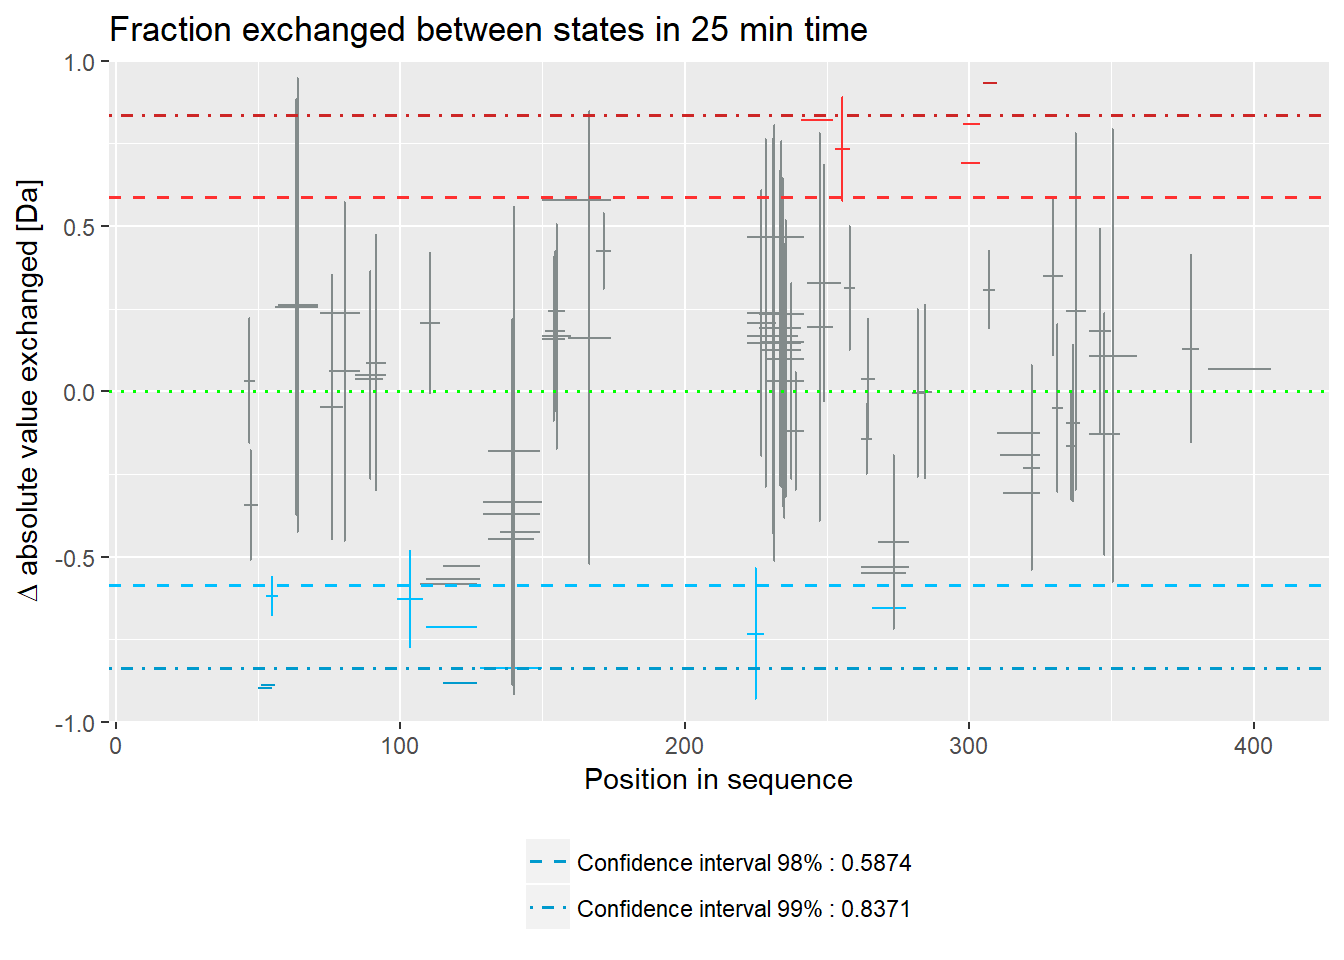 Fraction exchanged between states in 25 min time
Δ absolute value exchanged [Da]
1.0
0.5
0.0
-0.5
-1.0
0
100
200
300
400
Position in sequence
Confidence interval 98% : 0.5874
Confidence interval 99% : 0.8371